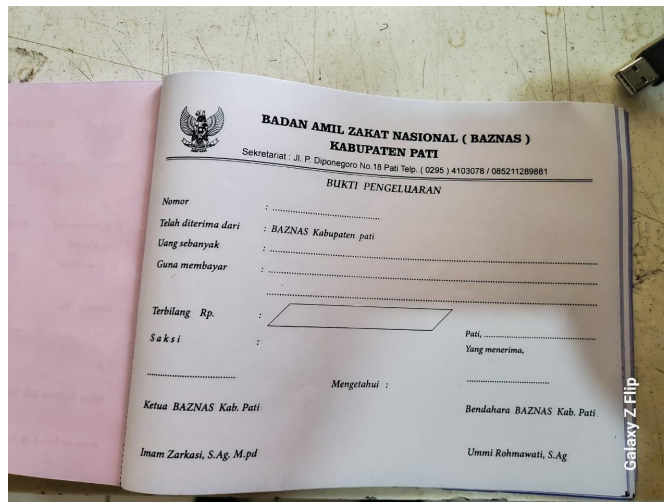 BADAN AMIL ZAKAT NASIONAL ( BAZNAS )
KABUPATEN PATI
Sekretariat : Jl. P. Diponegoro No.18 Pati Telp. ( 0295 ) 4103078 / 085211289881
BUKTI PENGELUARAN
Nomor : ................................
Telah diterima dari : BAZNAS Kabupaten pati
Uang sebanyak : ................................
Guna membayar : ................................
................................
Terbilang Rp. :
Saksi :
Pati, ................................
Yang menerima,
................................ ................................
Mengetahui :
Ketua BAZNAS Kab. Pati Bendahara BAZNAS Kab. Pati
Imam Zarkasi, S.Ag. M.pd Ummi Rohmawati, S.Ag
Galaxy Z Flip